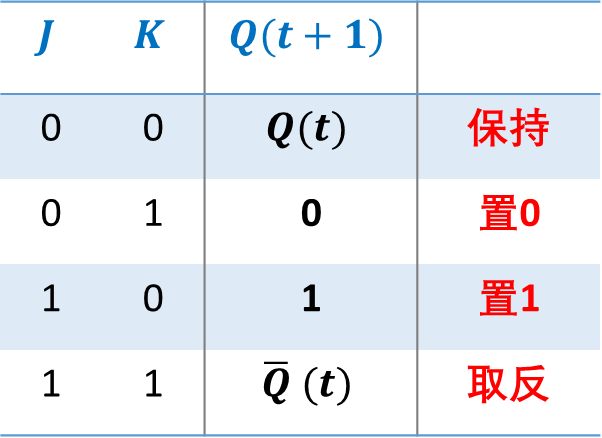 J K Q(t + 1)
0 0 Q(t) 保持
0 1 0 置0
1 0 1 置1
1 1 Q̅ (t) 取反